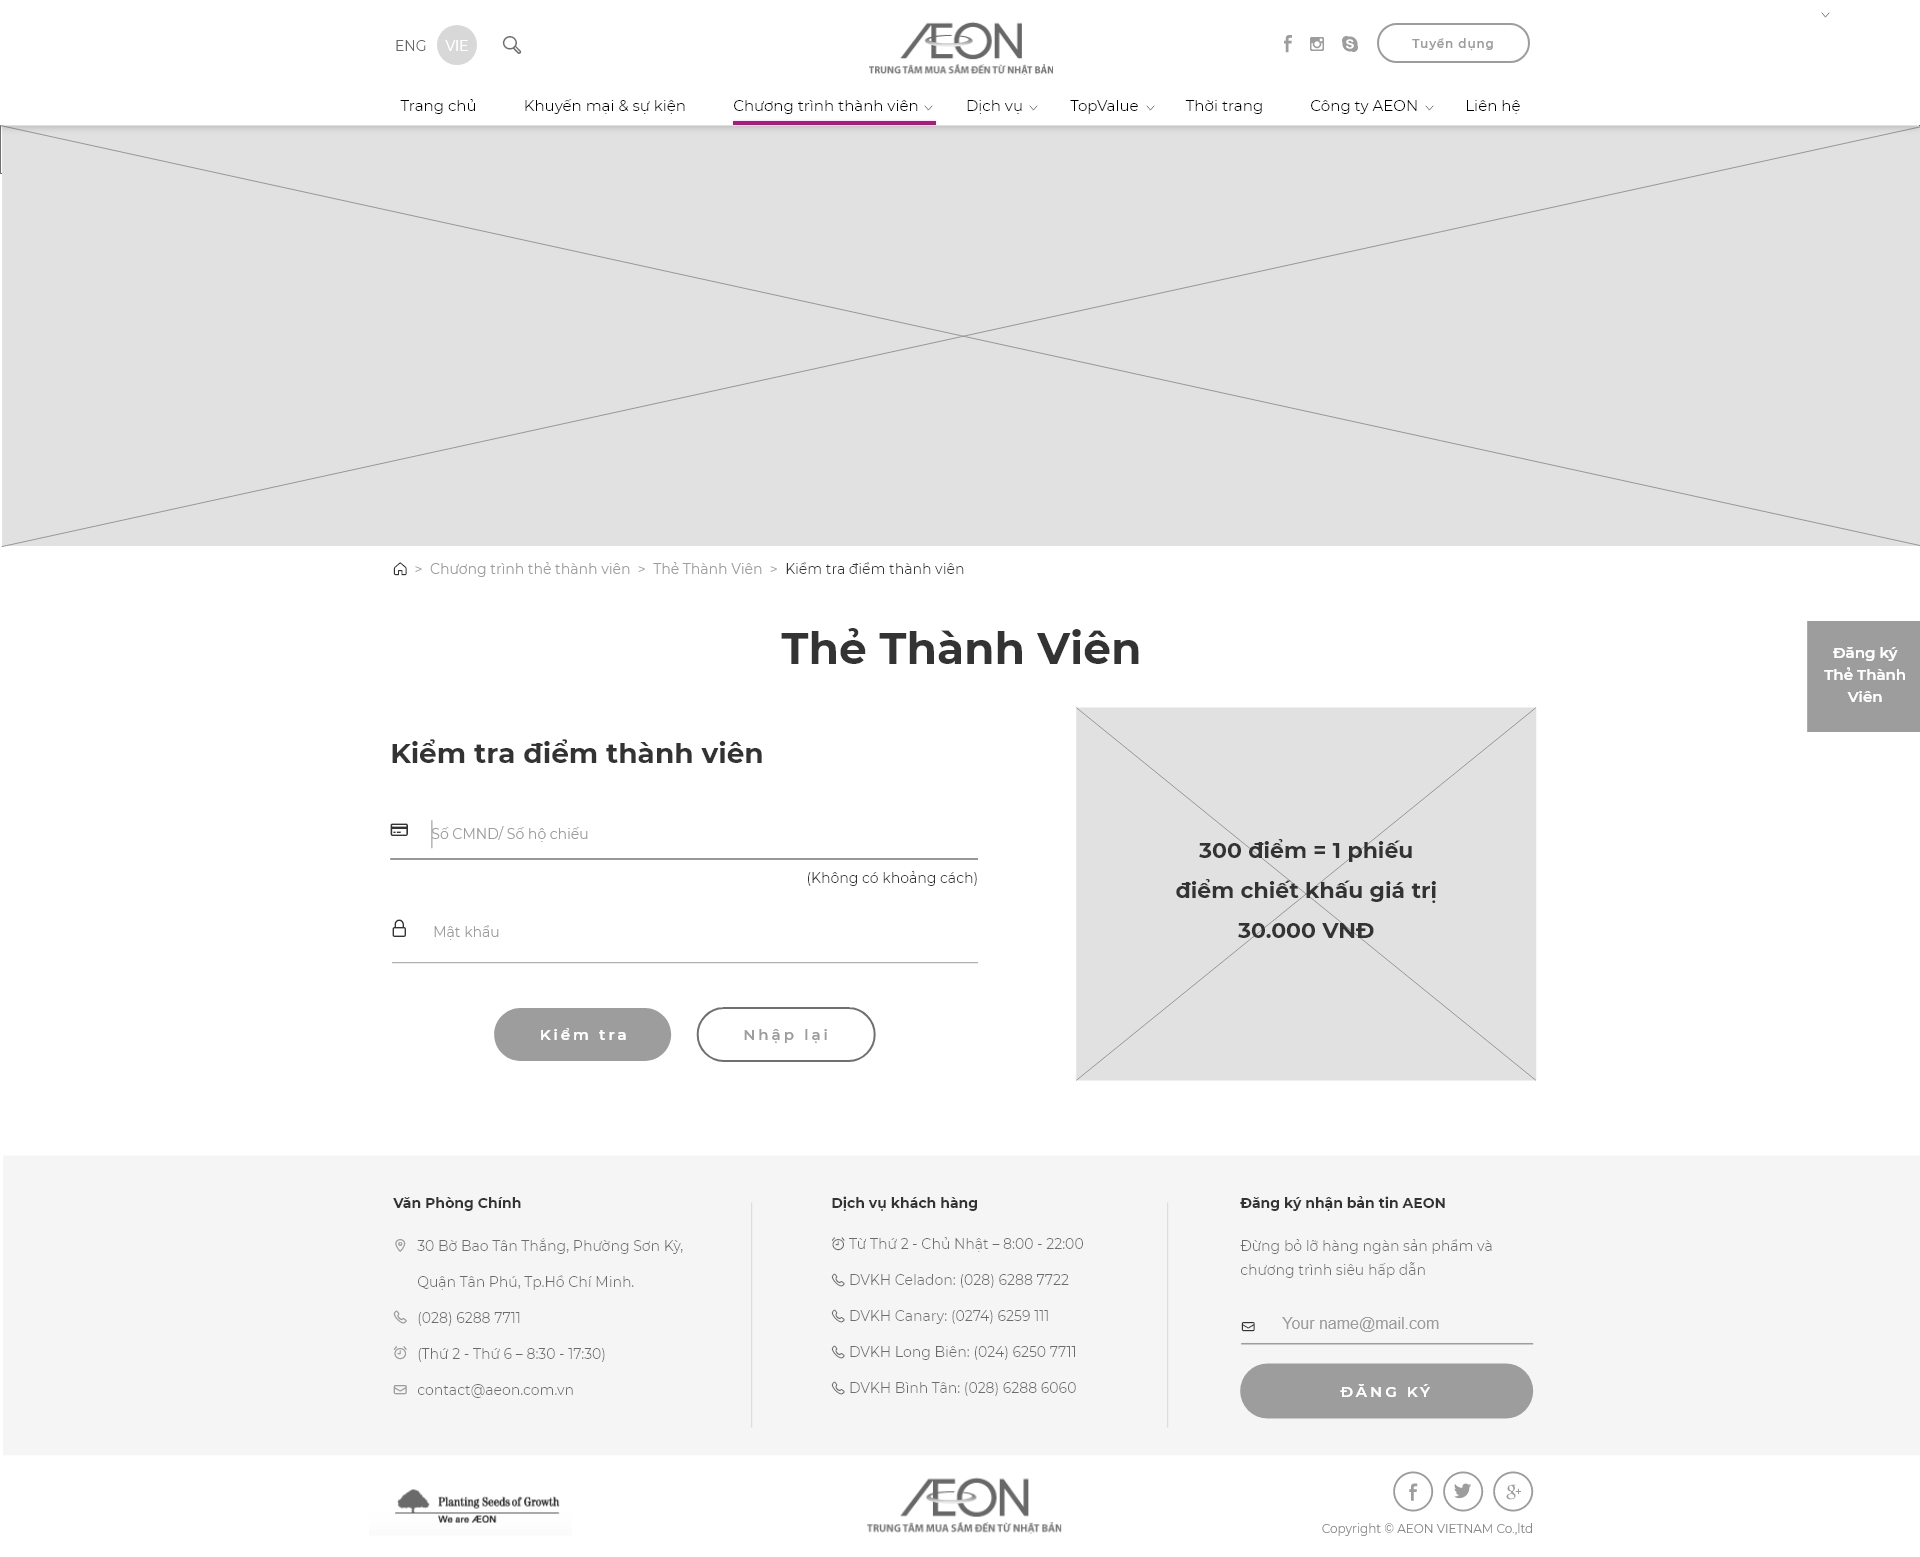 ENG VIE
ÆON
TRUNG TÂM MUA SẮM ĐẾN TỪ NHẬT BẢN
Tuyển dụng
Trang chủ Khuyến mại & sự kiện Chương trình thành viên Dịch vụ TopValue Thời trang Công ty AEON Liên hệ
> Chương trình thẻ thành viên > Thẻ Thành Viên > Kiểm tra điểm thành viên
Thẻ Thành Viên
Đăng ký
Thẻ Thành
Viên
Kiểm tra điểm thành viên
Số CMND/ Số hộ chiếu
(Không có khoảng cách)
Mật khẩu
Kiểm tra Nhập lại
300 điểm = 1 phiếu
điểm chiết khấu giá trị
30.000 VNĐ
Văn Phòng Chính
30 Bờ Bao Tân Thắng, Phường Sơn Kỳ,
Quận Tân Phú, Tp.Hồ Chí Minh.
(028) 6288 7711
(Thứ 2 - Thứ 6 – 8:30 - 17:30)
contact@aeon.com.vn
Dịch vụ khách hàng
Từ Thứ 2 - Chủ Nhật – 8:00 - 22:00
DVKH Celadon: (028) 6288 7722
DVKH Canary: (0274) 6259 111
DVKH Long Biên: (024) 6250 7711
DVKH Bình Tân: (028) 6288 6060
Đăng ký nhận bản tin AEON
Đừng bỏ lỡ hàng ngàn sản phẩm và
chương trình siêu hấp dẫn
Your name@mail.com
ĐĂNG KÝ
Planting Seeds of Growth
We are ÆON
ÆON
TRUNG TÂM MUA SẮM ĐẾN TỪ NHẬT BẢN
Copyright © AEON VIETNAM Co.,ltd